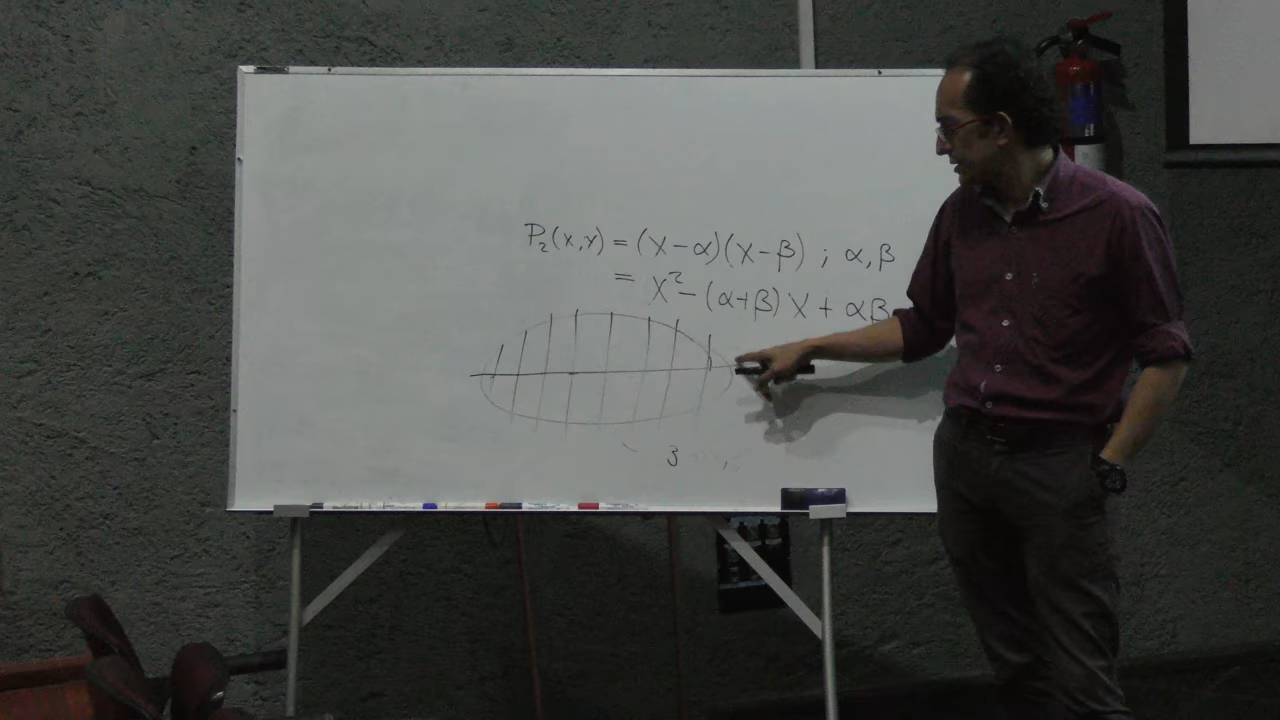 P₂(x,y) = (x-α)(x-β) ; α,β
= x² - (α+β)x + αβ
3